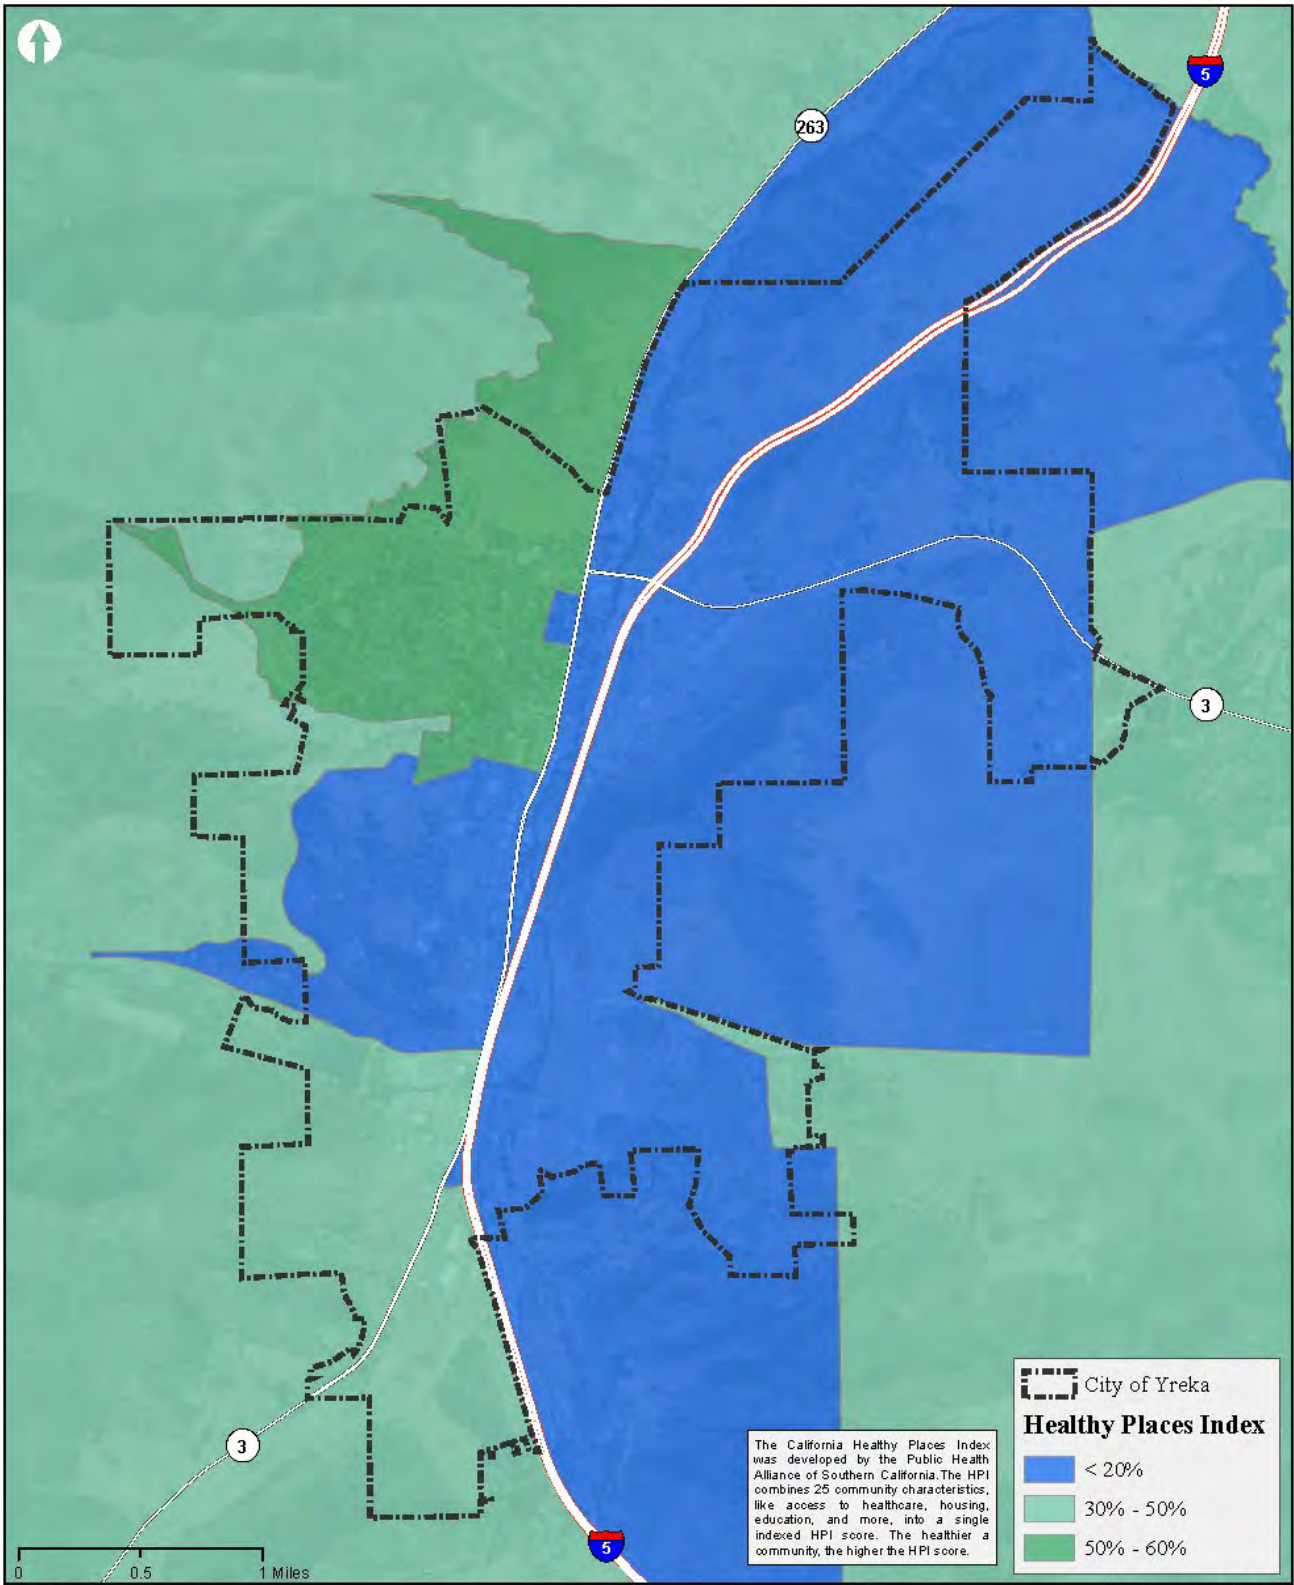 5
263
3
3
5
City of Yreka
Healthy Places Index
< 20%
30% - 50%
50% - 60%
The California Healthy Places Index
was developed by the Public Health
Alliance of Southern California. The HPI
combines 25 community characteristics,
like access to healthcare, housing,
education, and more, into a single
indexed HPI score. The healthier a
community, the higher the HPI score.
0 0.5 1 Miles